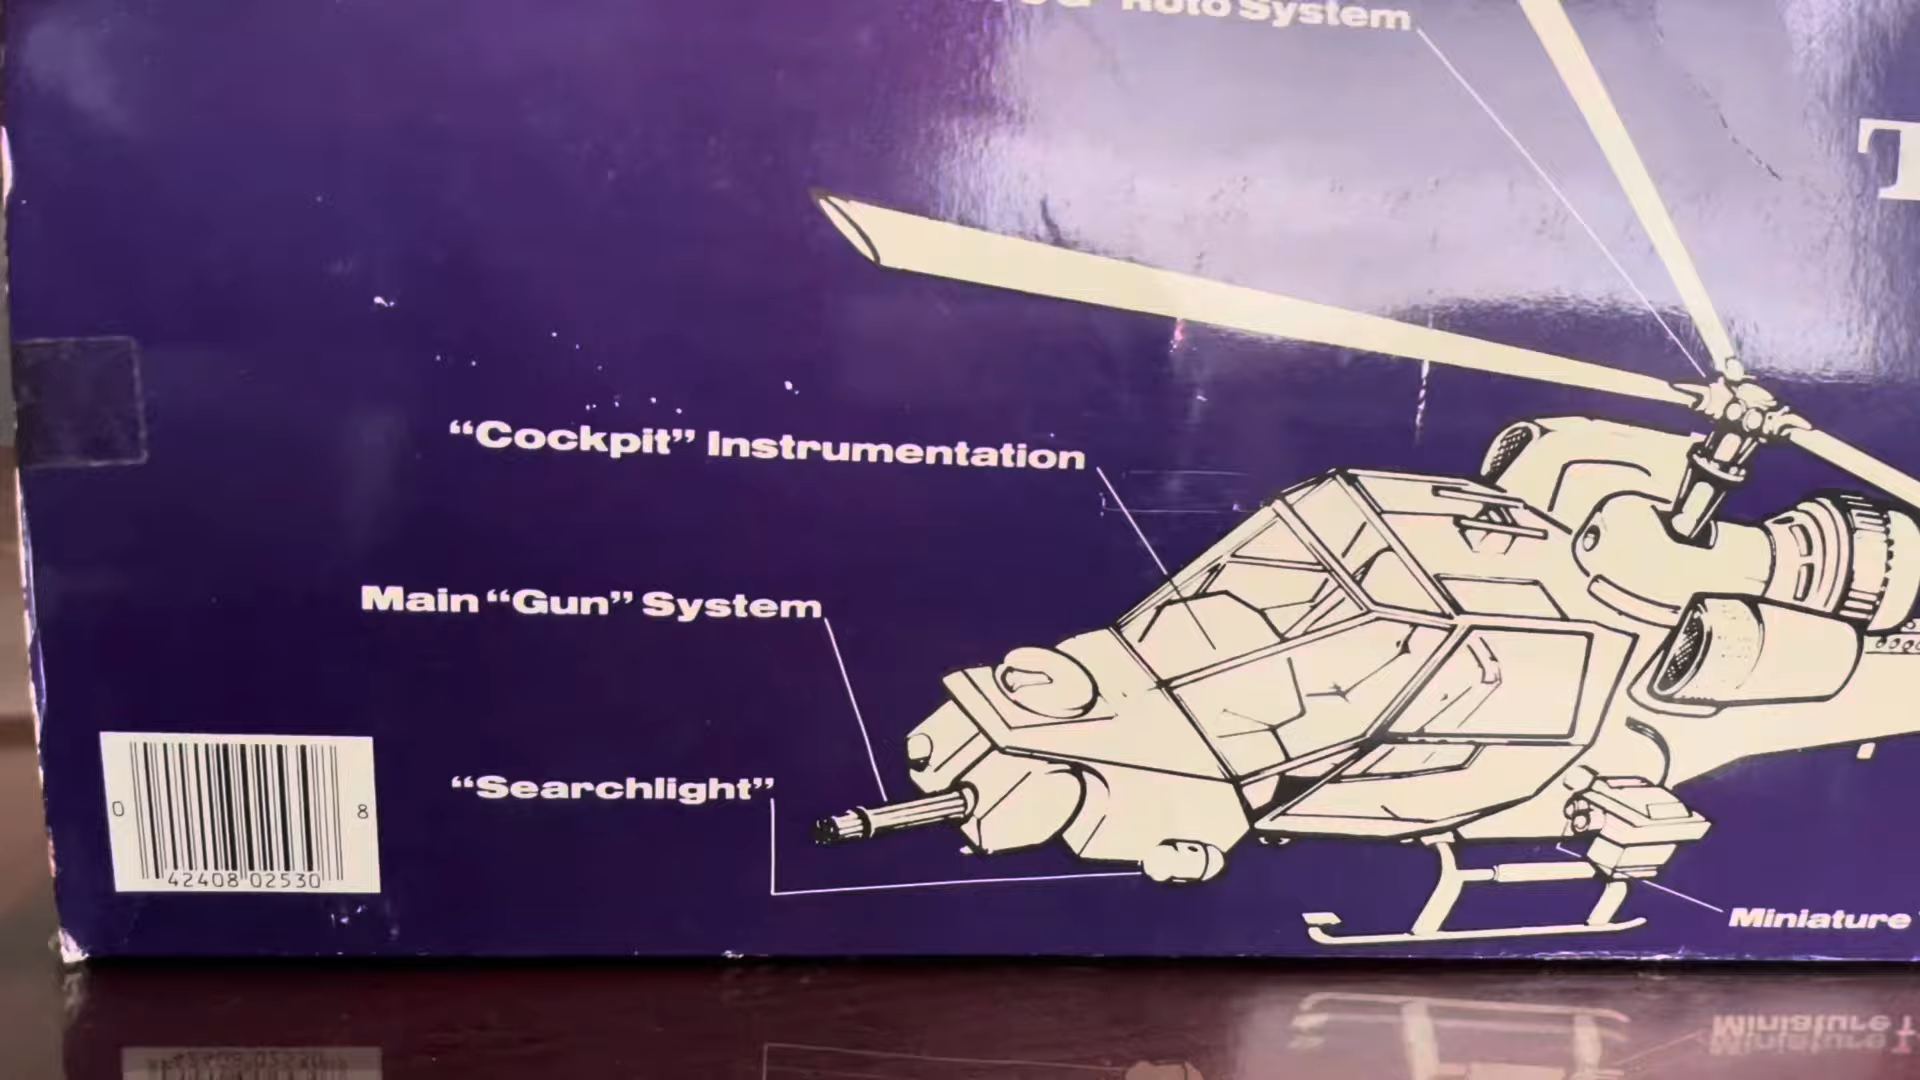 Roto System
T
“Cockpit” Instrumentation
Main “Gun” System
“Searchlight”
0 42408 02530 8
Miniature